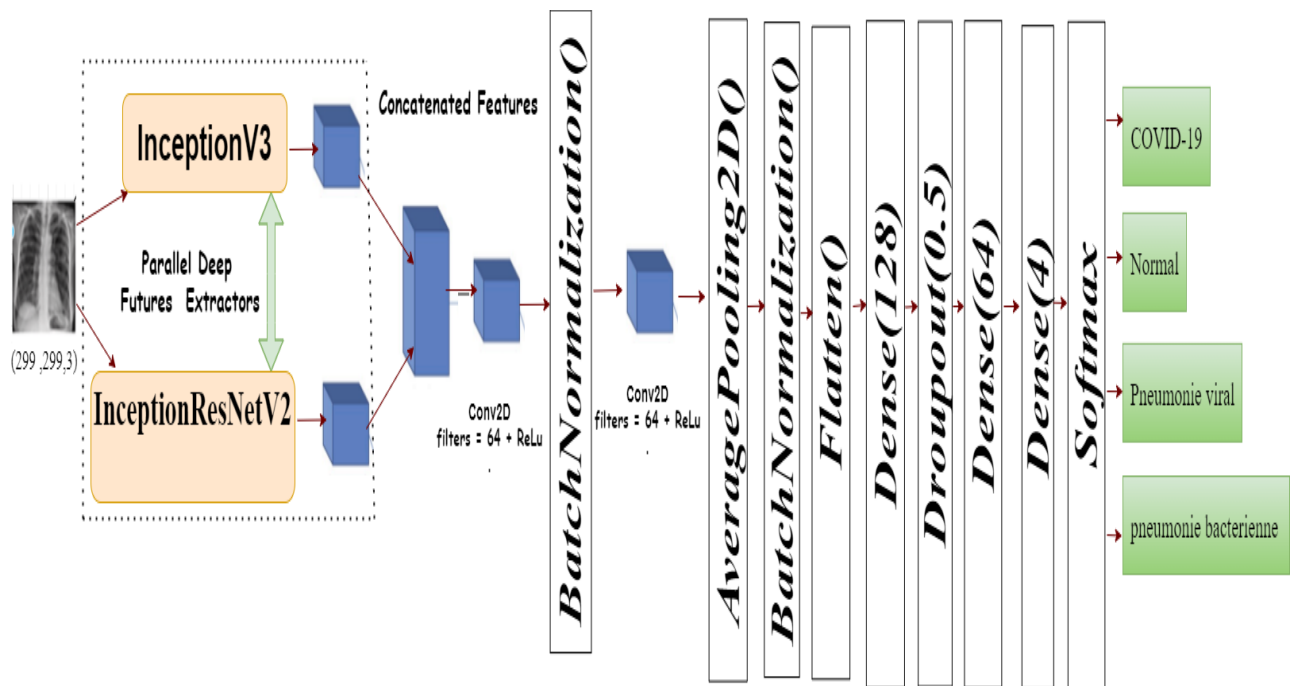 InceptionV3
Concatenated Features
Parallel Deep
Futures Extractors
(299 ,299,3)
InceptionResNetV2
Conv2D
filters = 64 + ReLu
.
BatchNormalization()
Conv2D
filters = 64 + ReLu
.
AveragePooling2D()
BatchNormalization()
Flatten()
Dense(128)
Droupout(0.5)
Dense(64)
Dense(4)
Softmax
COVID-19
Normal
Pneumonie viral
pneumonie bacterienne